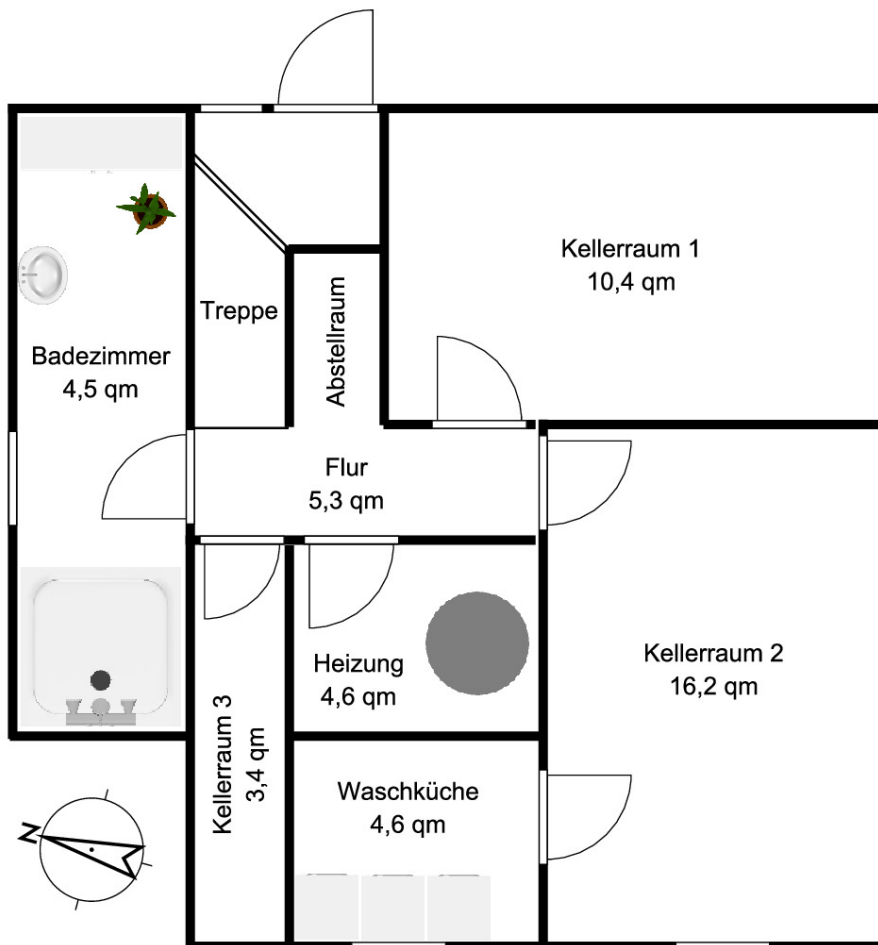 Kellerraum 1
10,4 qm
Treppe
Abstellraum
Badezimmer
4,5 qm
Flur
5,3 qm
Heizung
4,6 qm
Kellerraum 2
16,2 qm
Kellerraum 3
3,4 qm
Waschküche
4,6 qm
N